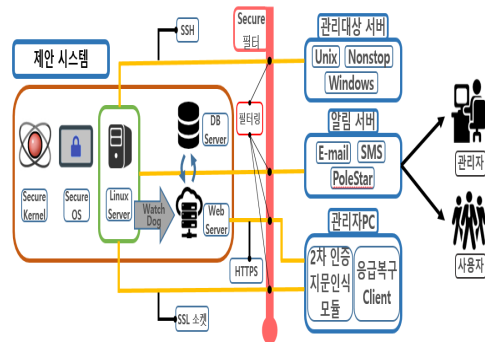 제안 시스템
SSH
Secure
필터
관리대상 서버
Unix
Nonstop
Windows
DB
Server
필터링
알림 서버
E-mail
SMS
PoleStar
관리자
Secure
Kernel
Secure
OS
Linux
Server
Watch
Dog
Web
Server
관리자PC
2차 인증
지문인식
모듈
응급복구
Client
사용자
HTTPS
SSL 소켓